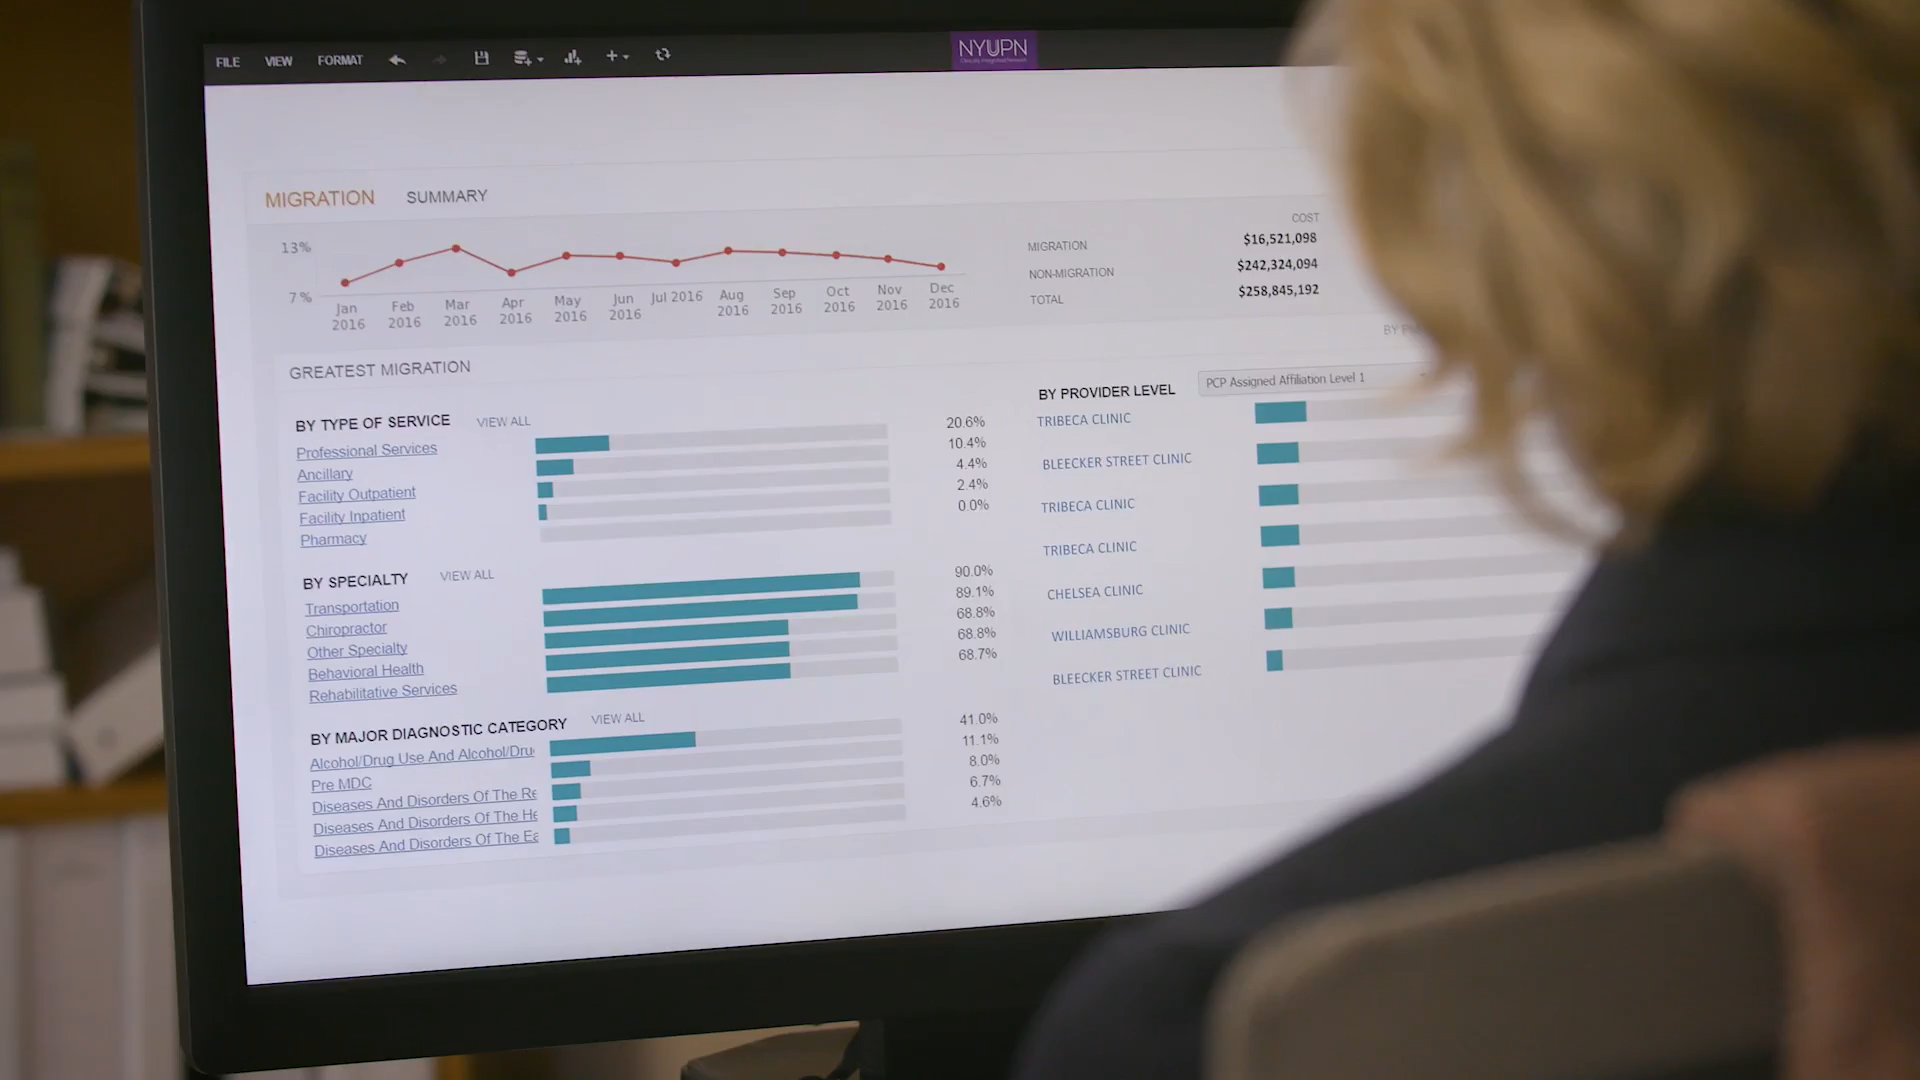 FILE VIEW FORMAT
NYUPN
Clinically Integrated Network
MIGRATION SUMMARY
13%
7%
Jan 2016
Feb 2016
Mar 2016
Apr 2016
May 2016
Jun 2016
Jul 2016
Aug 2016
Sep 2016
Oct 2016
Nov 2016
Dec 2016
COST
MIGRATION $16,521,098
NON-MIGRATION $242,324,094
TOTAL $258,845,192
GREATEST MIGRATION
BY TYPE OF SERVICE VIEW ALL
Professional Services 20.6%
Ancillary 10.4%
Facility Outpatient 4.4%
Facility Inpatient 2.4%
Pharmacy 0.0%
BY SPECIALTY VIEW ALL
Transportation 90.0%
Chiropractor 89.1%
Other Specialty 68.8%
Behavioral Health 68.8%
Rehabilitative Services 68.7%
BY MAJOR DIAGNOSTIC CATEGORY VIEW ALL
Alcohol/Drug Use And Alcohol/Dru 41.0%
Pre MDC 11.1%
Diseases And Disorders Of The Re 8.0%
Diseases And Disorders Of The He 6.7%
Diseases And Disorders Of The Ea 4.6%
BY
BY PROVIDER LEVEL PCP Assigned Affiliation Level 1
TRIBECA CLINIC
BLEECKER STREET CLINIC
TRIBECA CLINIC
TRIBECA CLINIC
CHELSEA CLINIC
WILLIAMSBURG CLINIC
BLEECKER STREET CLINIC